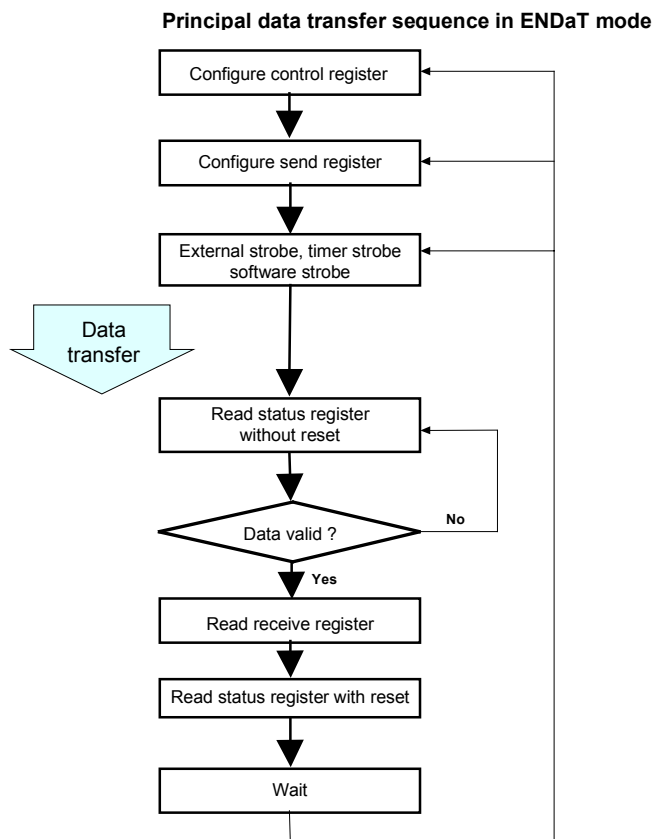 Principal data transfer sequence in ENDaT mode
Configure control register
Configure send register
External strobe, timer strobe
software strobe
Data
transfer
Read status register
without reset
Data valid ?
No
Yes
Read receive register
Read status register with reset
Wait